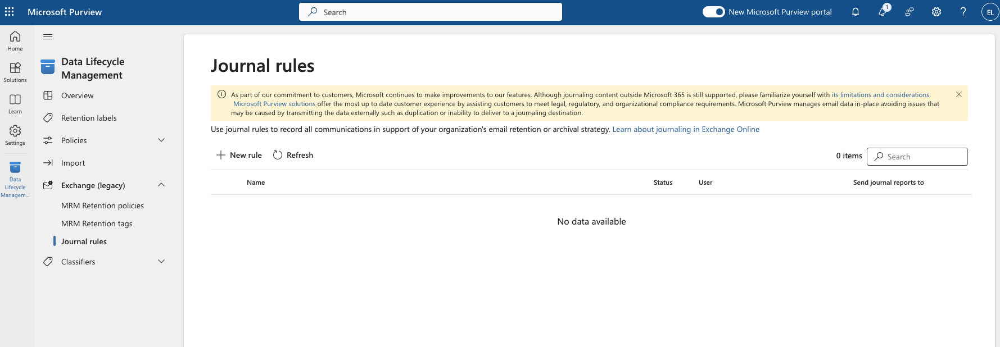 Microsoft Purview
Search
New Microsoft Purview portal
1
?
EL
Home
Solutions
Learn
Settings
Data
Lifecycle
Managem...
Data Lifecycle
Management
Overview
Retention labels
Policies
Import
Exchange (legacy)
MRM Retention policies
MRM Retention tags
Journal rules
Classifiers
Journal rules
As part of our commitment to customers, Microsoft continues to make improvements to our features. Although journaling content outside Microsoft 365 is still supported, please familiarize yourself with its limitations and considerations.
Microsoft Purview solutions offer the most up to date customer experience by assisting customers to meet legal, regulatory, and organizational compliance requirements. Microsoft Purview manages email data in-place avoiding issues that
may be caused by transmitting the data externally such as duplication or inability to deliver to a journaling destination.
Use journal rules to record all communications in support of your organization's email retention or archival strategy. Learn about journaling in Exchange Online
New rule Refresh
0 items Search
Name Status User Send journal reports to
No data available